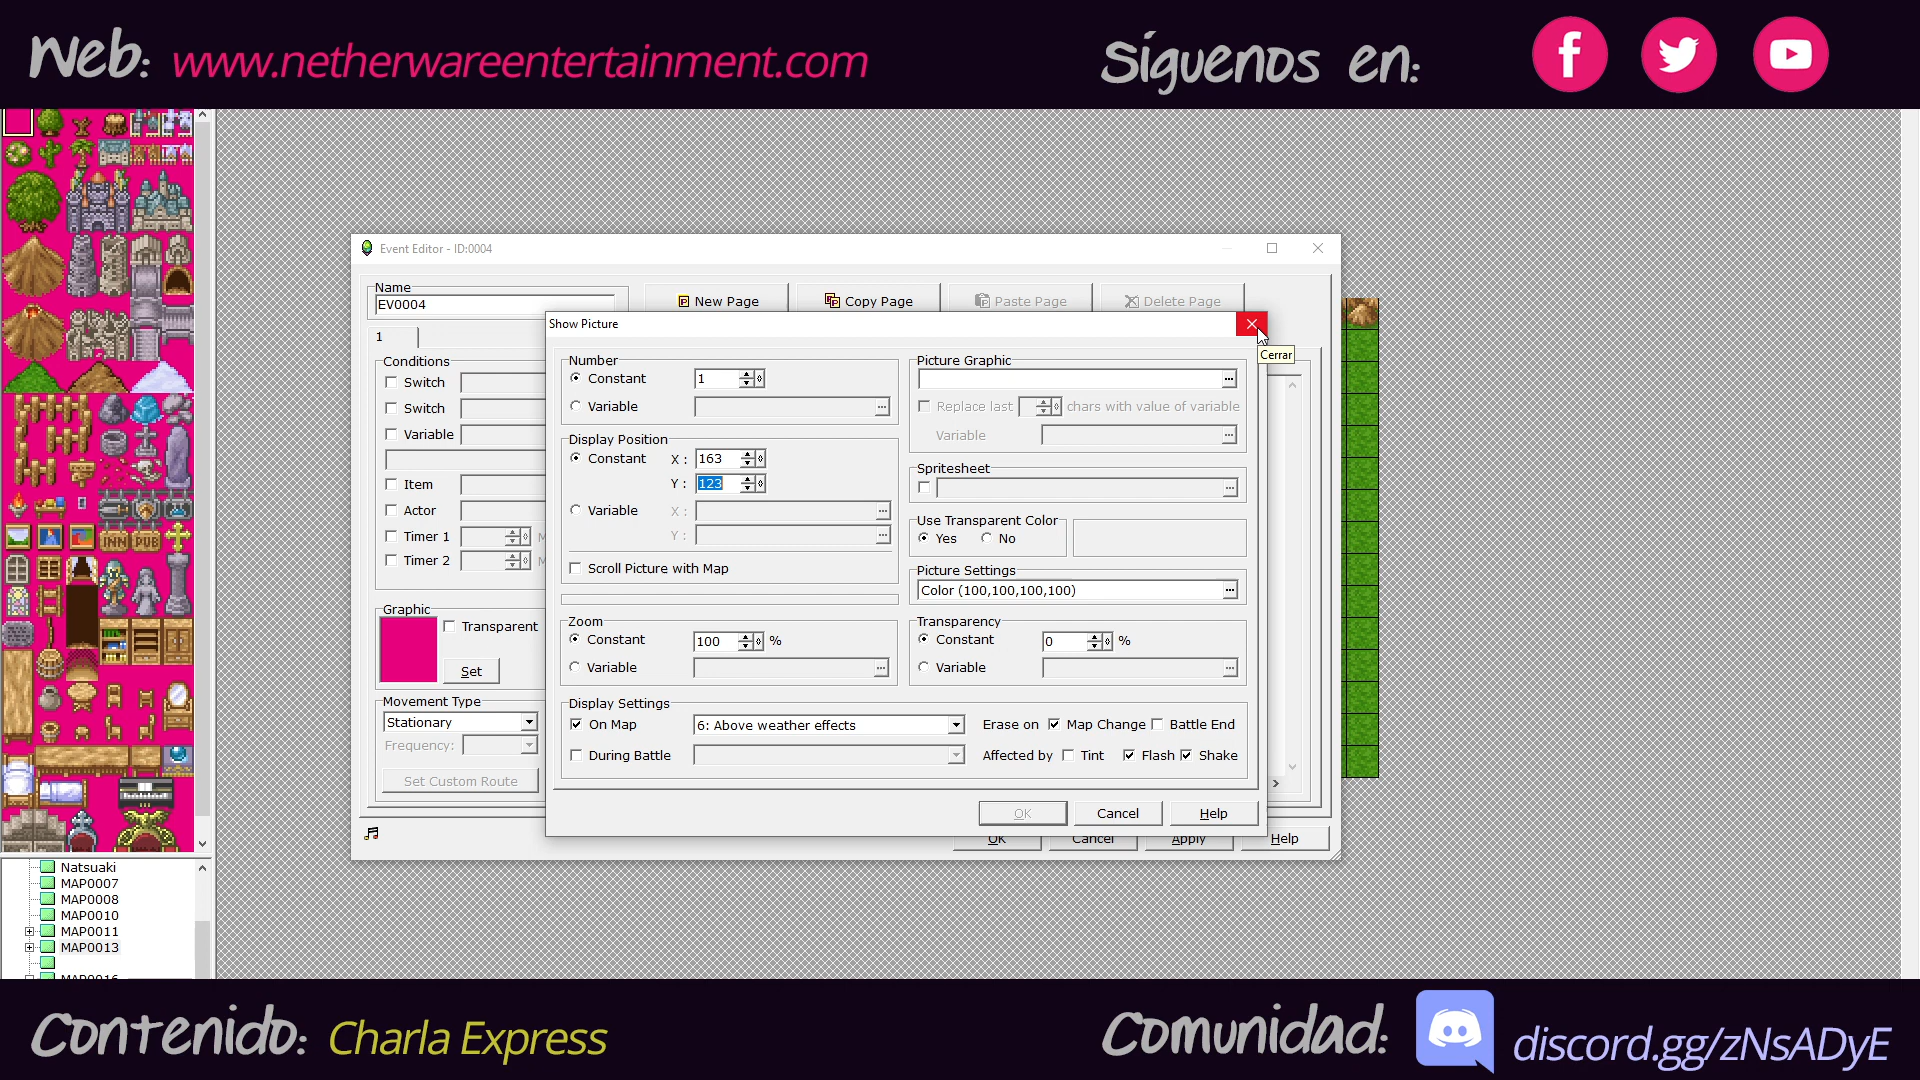 Web: www.netherwareentertainment.com
Síguenos en:
Event Editor - ID:0004
Name
EV0004
New Page
Copy Page
Paste Page
Delete Page
1
Conditions
Switch
Switch
Variable
Item
Actor
Timer 1
Timer 2
Graphic
Transparent
Set
Movement Type
Stationary
Frequency:
Set Custom Route
Show Picture
Cerrar
Number
Constant 1
Variable
Display Position
Constant X : 163
Y : 123
Variable X :
Y :
Scroll Picture with Map
Zoom
Constant 100 %
Variable
Picture Graphic
Replace last chars with value of variable
Variable
Spritesheet
Use Transparent Color
Yes No
Picture Settings
Color (100,100,100,100)
Transparency
Constant 0 %
Variable
Display Settings
On Map 6: Above weather effects Erase on Map Change Battle End
During Battle Affected by Tint Flash Shake
OK Cancel Help
OK Cancel Apply Help
INN PUB
Natsuaki
MAP0007
MAP0008
MAP0010
MAP0011
MAP0013
MAP0016
Contenido: Charla Express
Comunidad: discord.gg/zNsADyE